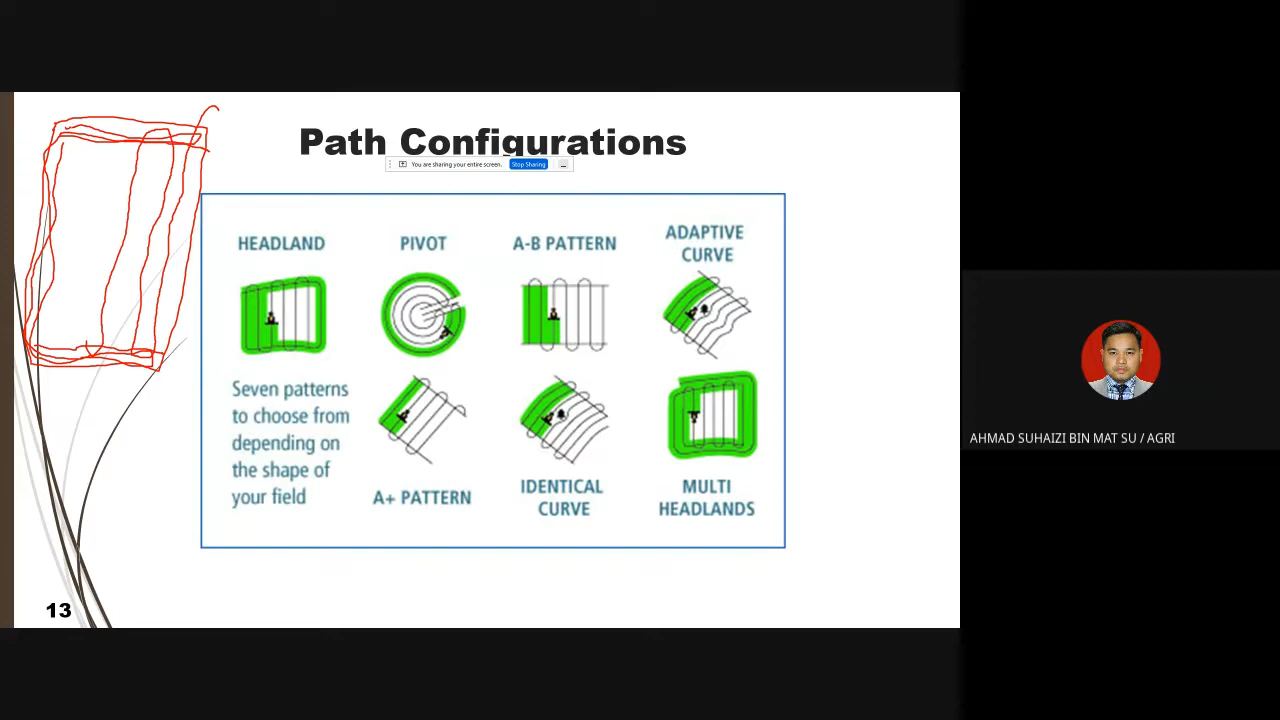 Path Configurations
You are sharing your entire screen.
Stop Sharing
HEADLAND
PIVOT
A-B PATTERN
ADAPTIVE
CURVE
Seven patterns
to choose from
depending on
the shape of
your field
A+ PATTERN
IDENTICAL
CURVE
MULTI
HEADLANDS
13
AHMAD SUHAIZI BIN MAT SU / AGRI